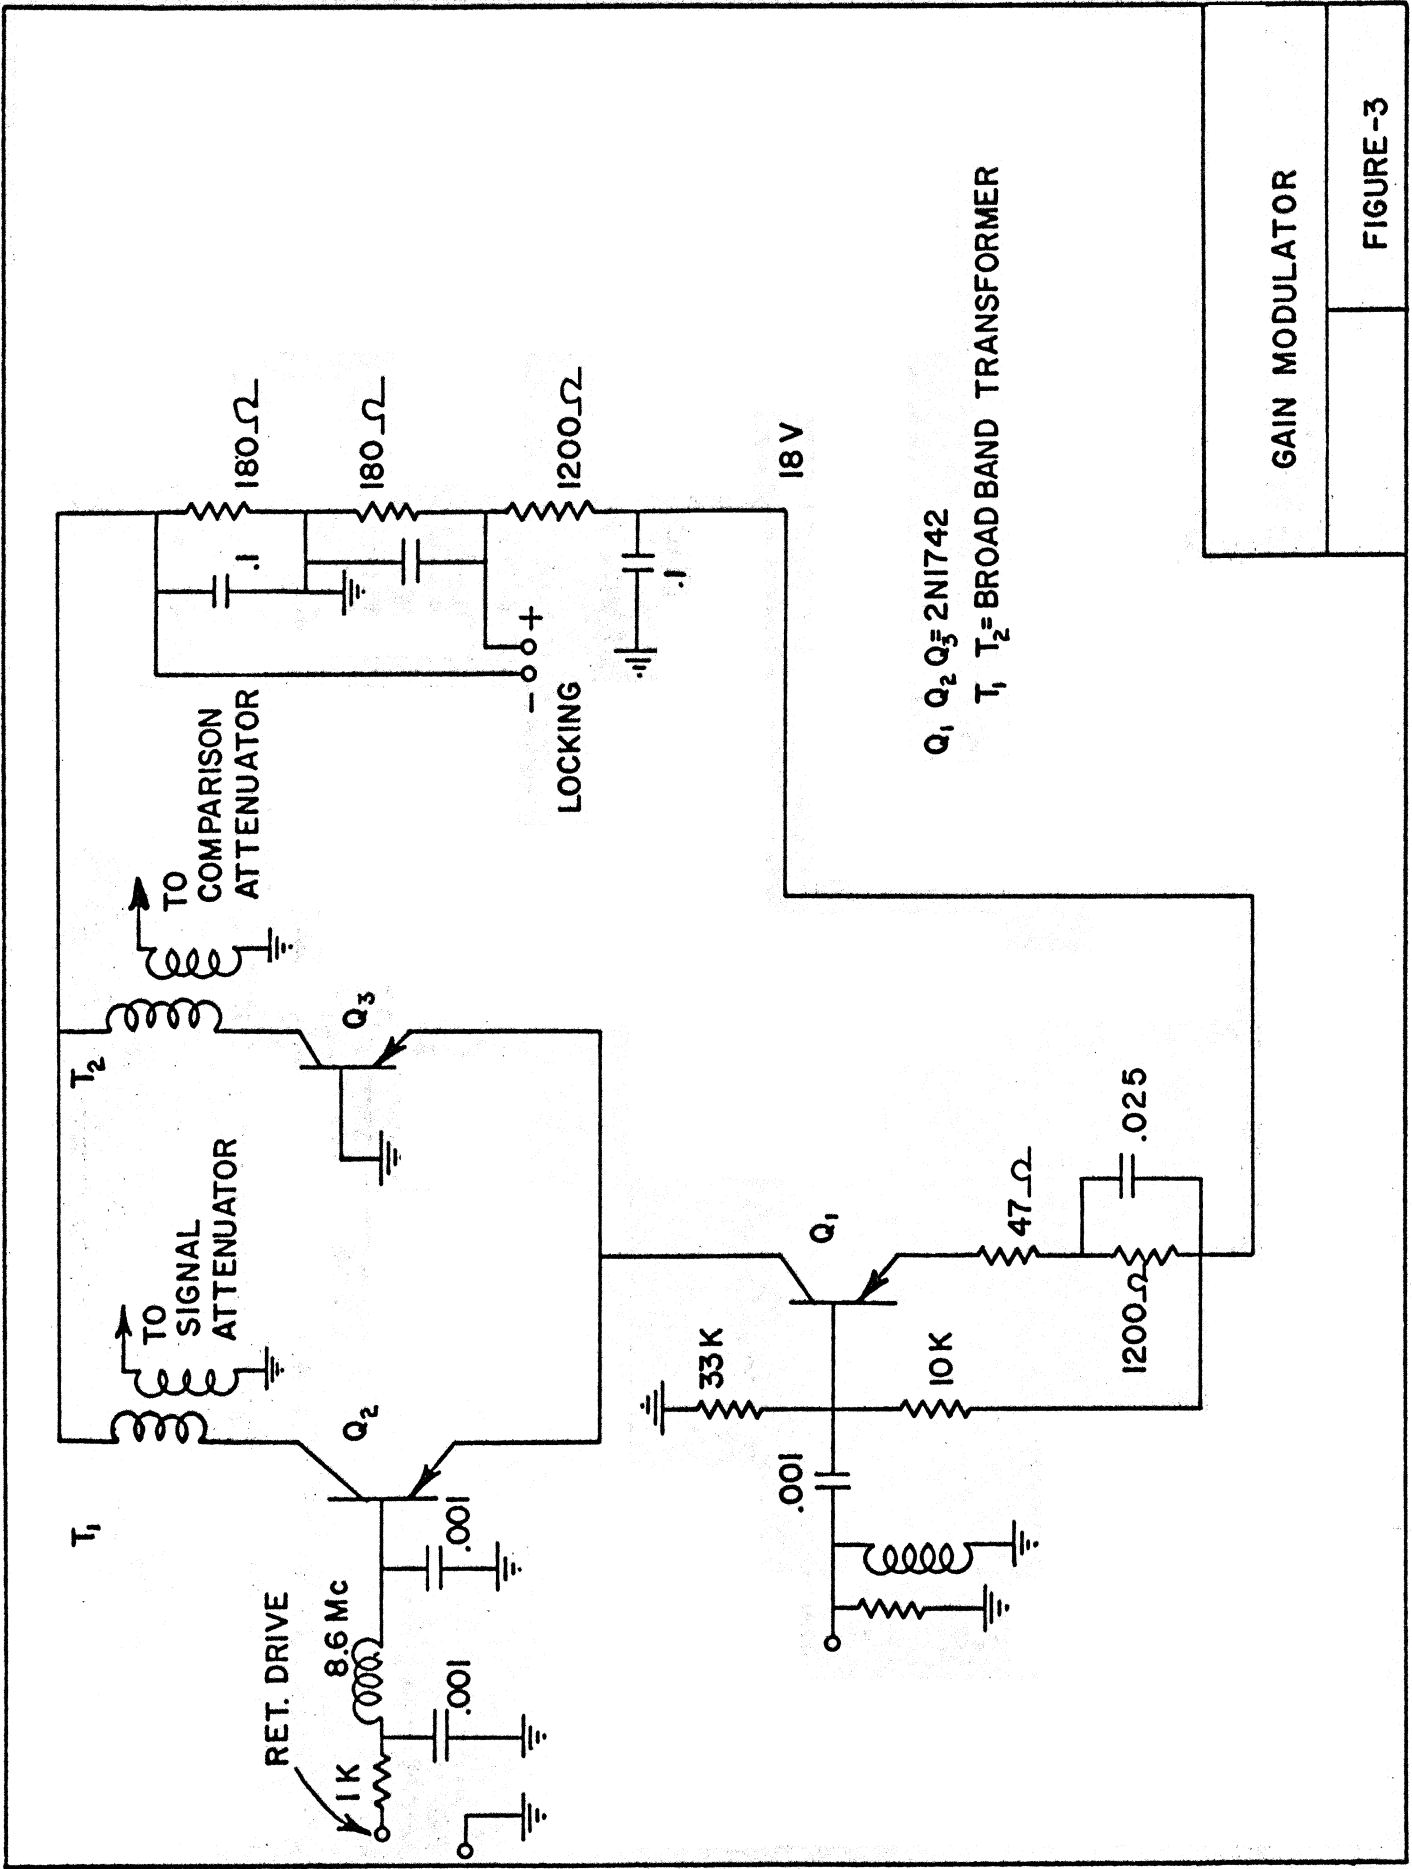 T1
T2
TO
SIGNAL
ATTENUATOR
TO
COMPARISON
ATTENUATOR
180Ω
.1
180Ω
1200Ω
.1
- +
LOCKING
18V
RET. DRIVE
1K
8.6 Mc
.001
.001
Q2
Q3
33K
.001
10K
Q1
47Ω
1200Ω
.025
Q1 Q2 Q3= 2N1742
T1 T2= BROAD BAND TRANSFORMER
GAIN MODULATOR
FIGURE-3